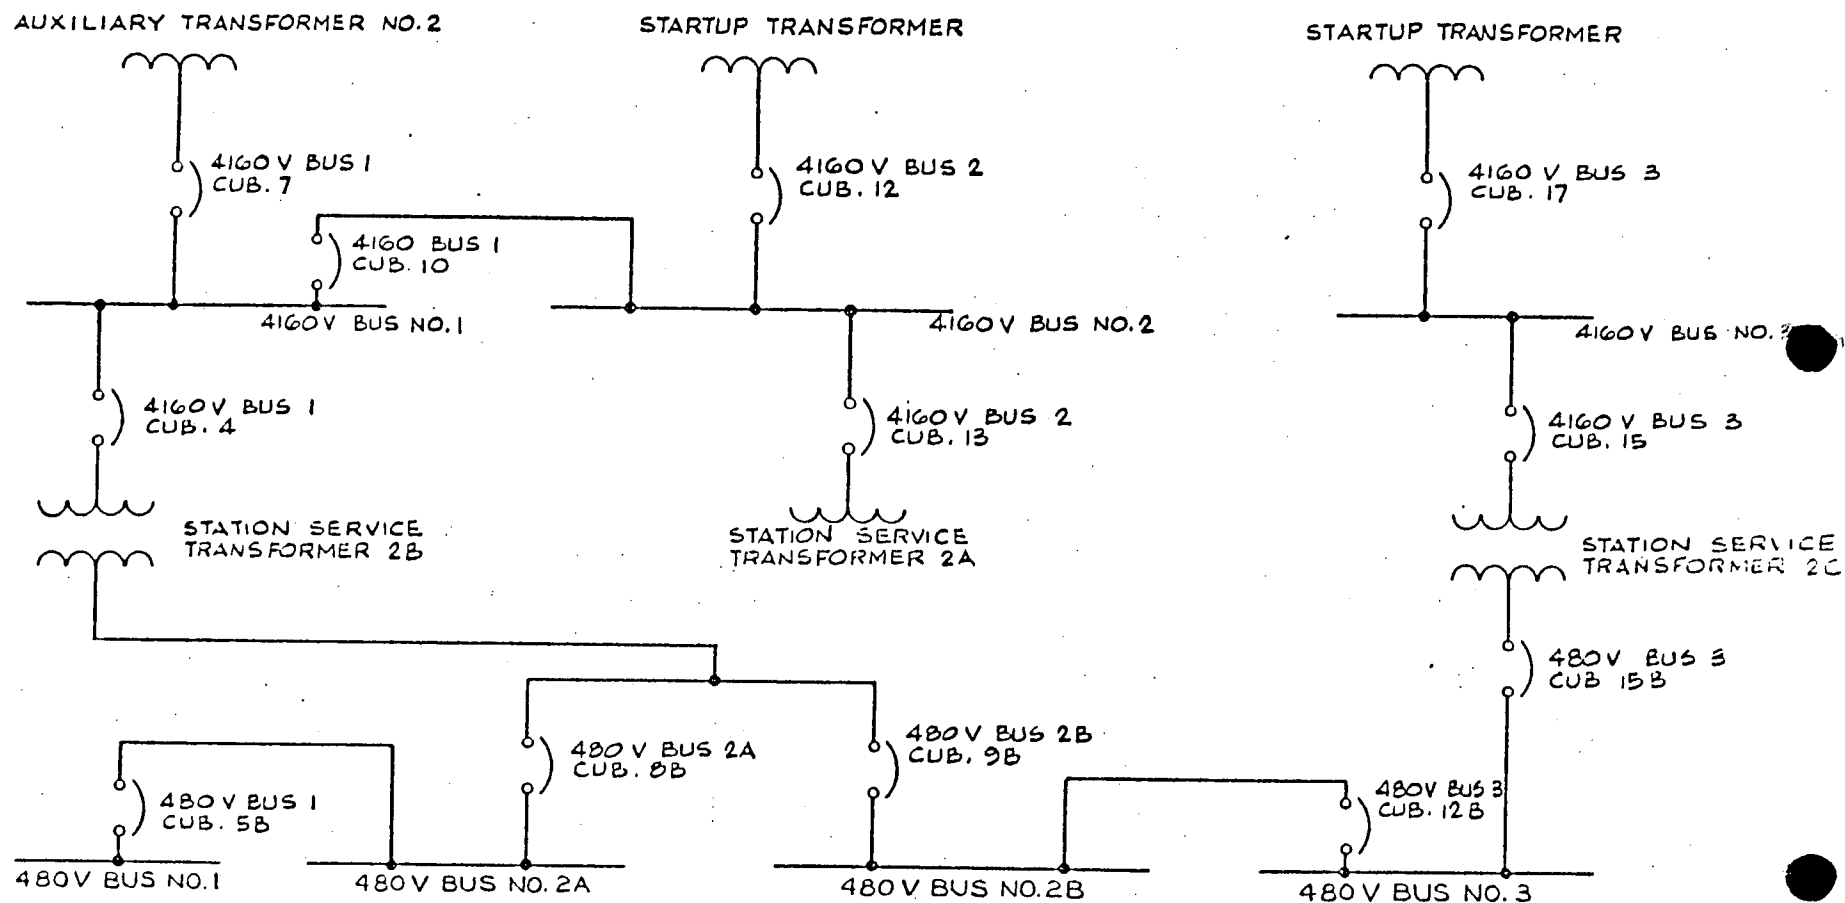 AUXILIARY TRANSFORMER NO.2
STARTUP TRANSFORMER
STARTUP TRANSFORMER
4160 V BUS 1
CUB. 7
4160 V BUS 2
CUB. 12
4160 V BUS 3
CUB. 17
4160 BUS 1
CUB. 10
4160V BUS NO.1
4160V BUS NO.2
4160V BUS NO.
4160 V BUS 1
CUB. 4
4160 V BUS 2
CUB. 13
4160 V BUS 3
CUB. 15
STATION SERVICE
TRANSFORMER 2B
STATION SERVICE
TRANSFORMER 2A
STATION SERVICE
TRANSFORMER 2C
480V BUS 3
CUB 15B
480 V BUS 2A
CUB. 8B
480 V BUS 2B
CUB. 9B
480 V BUS 1
CUB. 5B
480V BUS 3
CUB. 12B
480V BUS NO.1
480V BUS NO. 2A
480V BUS NO.2B
480V BUS NO.3